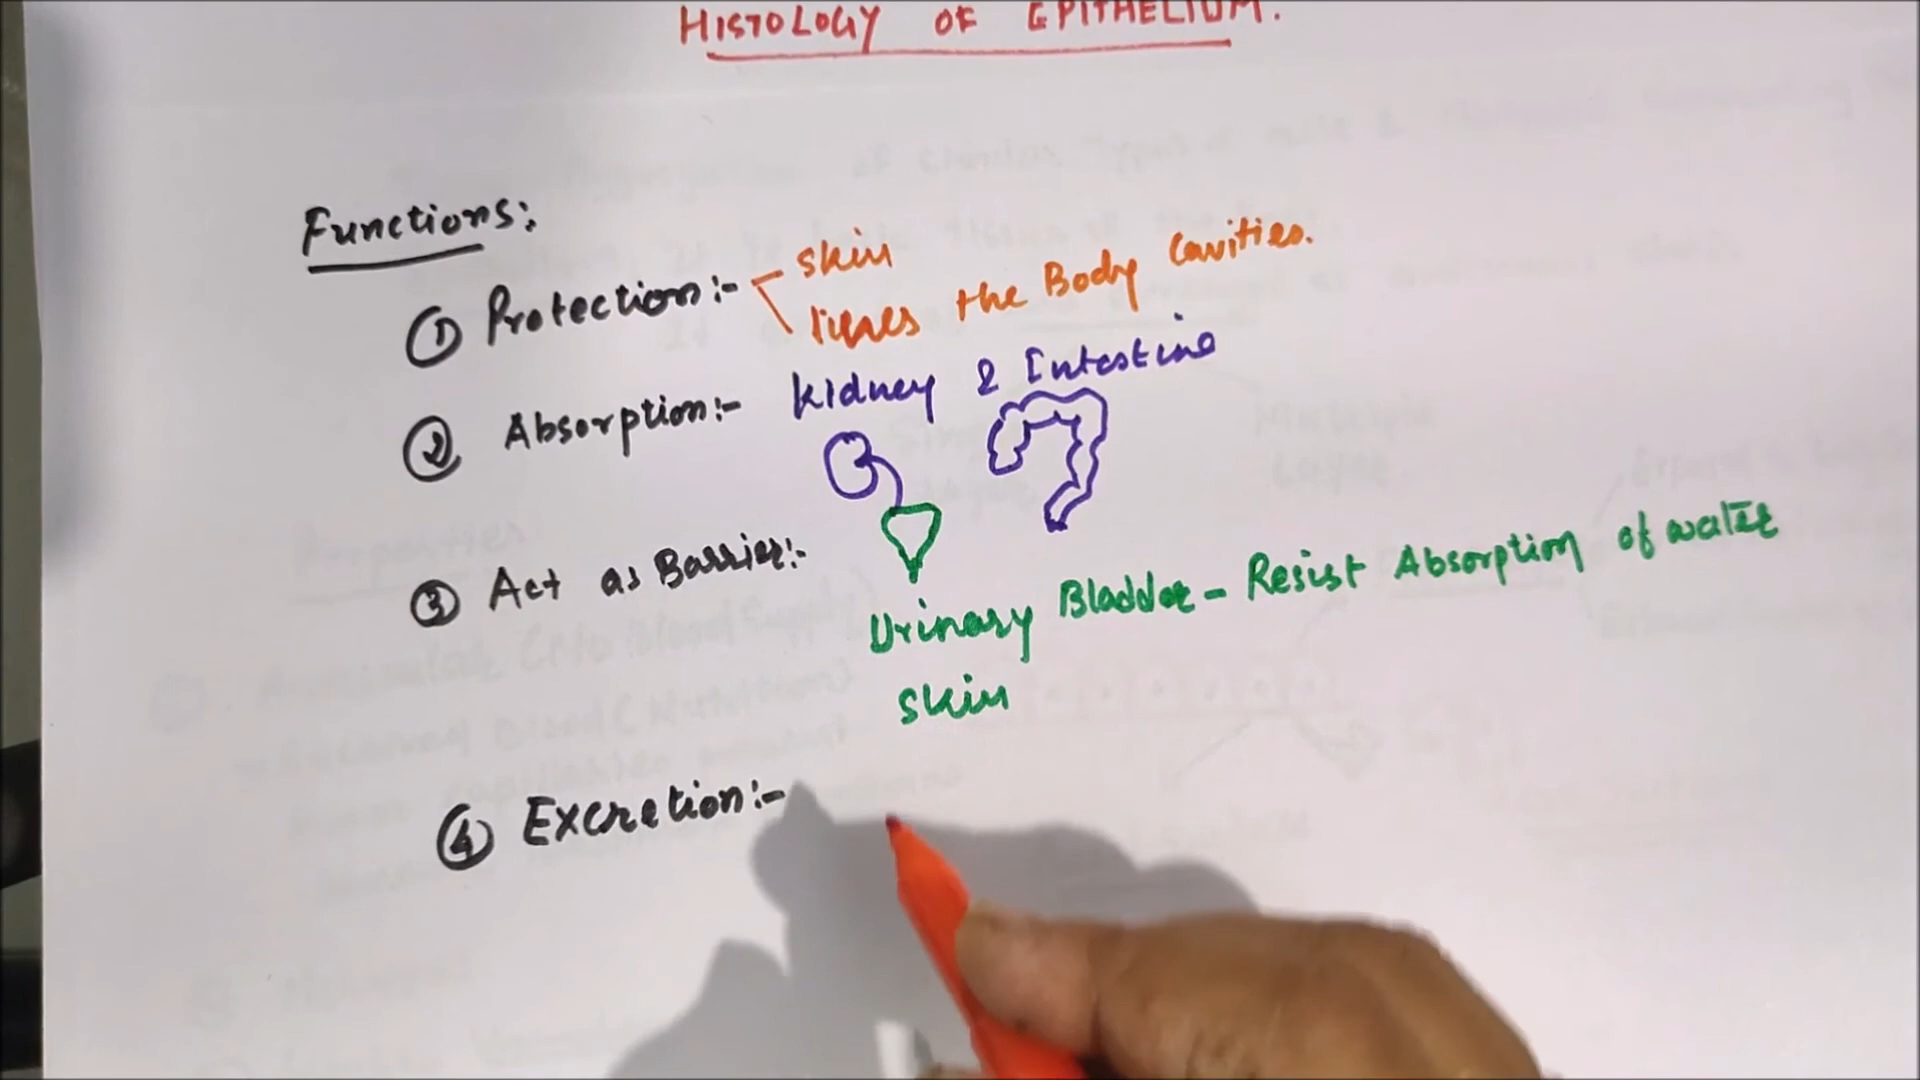 HISTOLOGY OF EPITHELIUM.
Functions:
① Protection:- skin
lines the Body Cavities.
② Absorption:- Kidney & Intestine
③ Act as Barrier:-
Urinary Bladder - Resist Absorption of water
skin
④ Excretion:-